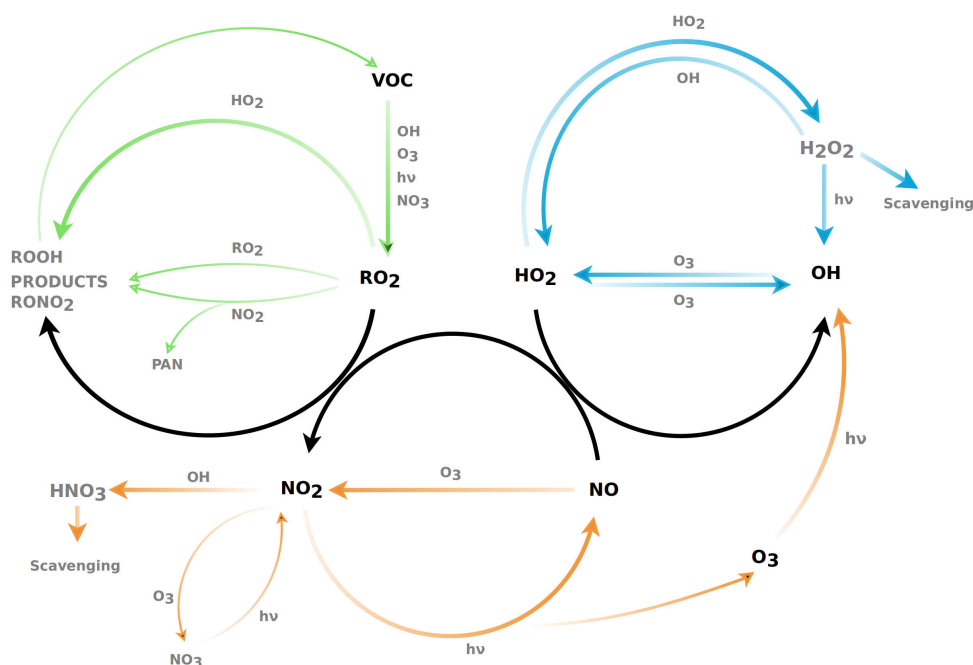 HO2
VOC
OH
HO2
OH
O3
hν
NO3
H2O2
hν
Scavenging
ROOH
PRODUCTS
RONO2
RO2
RO2
NO2
PAN
HO2
O3
O3
OH
hν
HNO3
OH
NO2
O3
NO
Scavenging
O3
O3
hν
NO3
hν